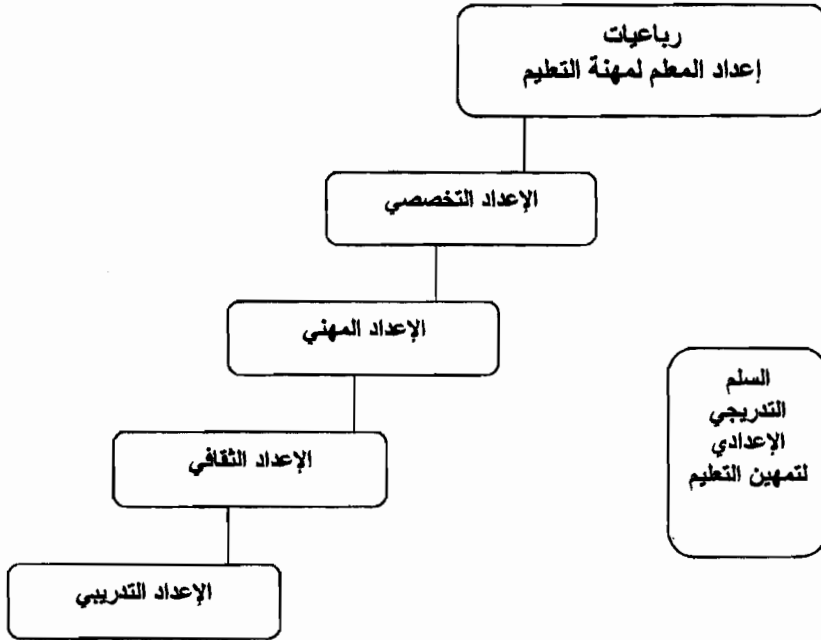 رباعيات
إعداد المعلم لمهنة التعليم
الإعداد التخصصي
الإعداد المهني
الإعداد الثقافي
الإعداد التدريبي
السلم
التدريجي
الإعدادي
لتمهين التعليم